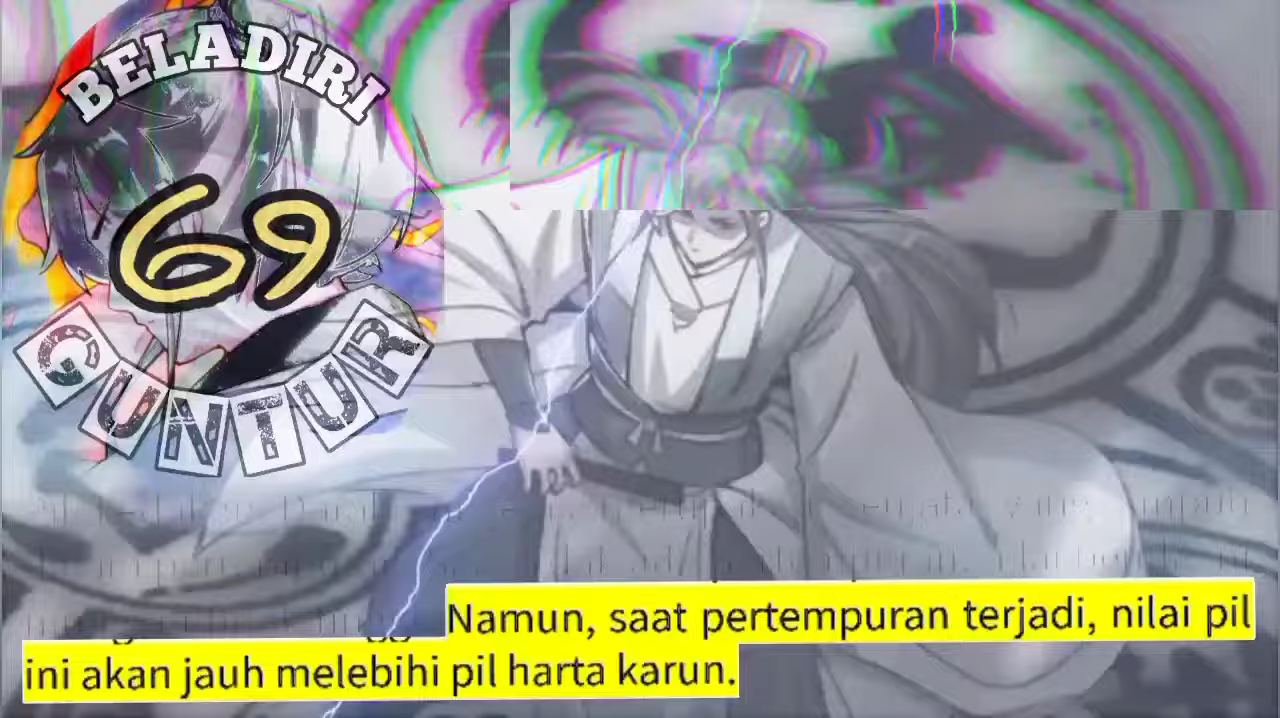 BELADIRI
69
GUNTUR
Namun, saat pertempuran terjadi, nilai pil
ini akan jauh melebihi pil harta karun.